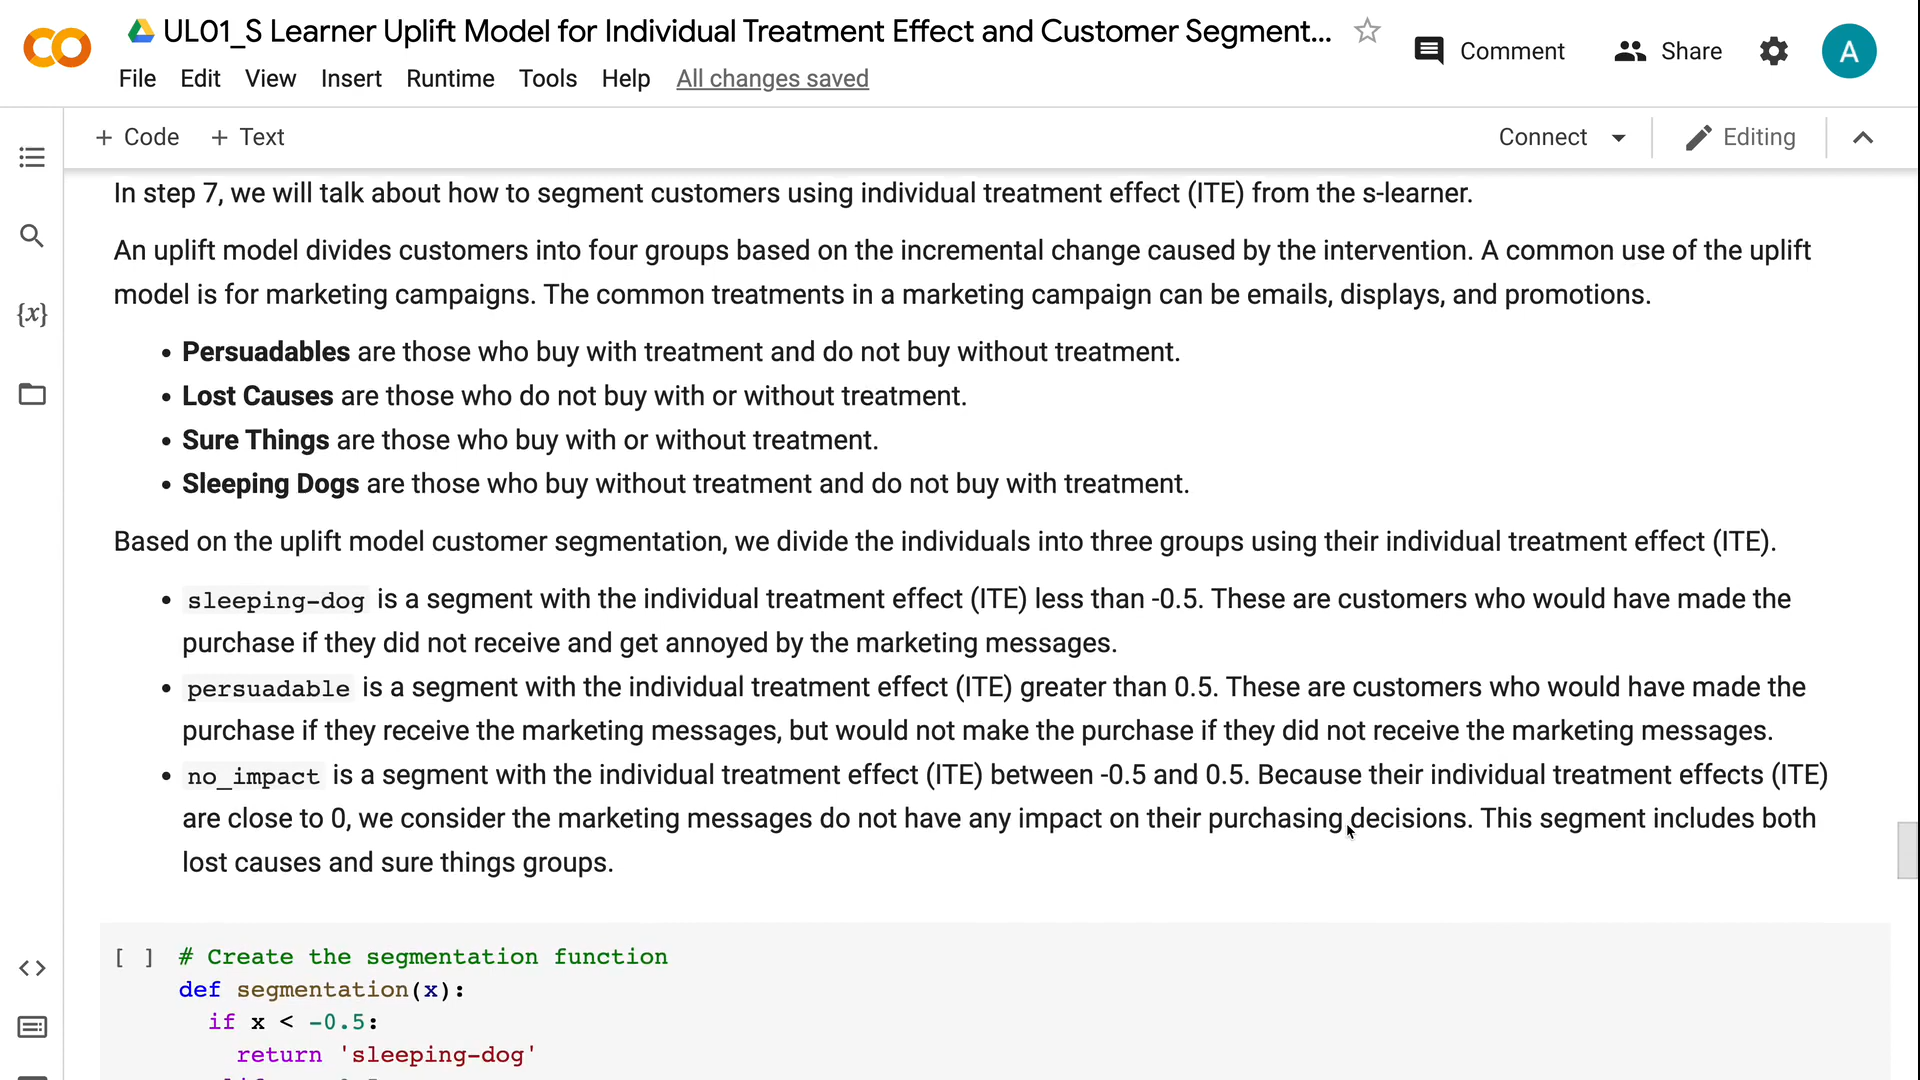 UL01_S Learner Uplift Model for Individual Treatment Effect and Customer Segment...
Comment
Share
A
File Edit View Insert Runtime Tools Help All changes saved
+ Code + Text
Connect
Editing
In step 7, we will talk about how to segment customers using individual treatment effect (ITE) from the s-learner.
An uplift model divides customers into four groups based on the incremental change caused by the intervention. A common use of the uplift
model is for marketing campaigns. The common treatments in a marketing campaign can be emails, displays, and promotions.
• Persuadables are those who buy with treatment and do not buy without treatment.
• Lost Causes are those who do not buy with or without treatment.
• Sure Things are those who buy with or without treatment.
• Sleeping Dogs are those who buy without treatment and do not buy with treatment.
Based on the uplift model customer segmentation, we divide the individuals into three groups using their individual treatment effect (ITE).
• sleeping-dog is a segment with the individual treatment effect (ITE) less than -0.5. These are customers who would have made the
purchase if they did not receive and get annoyed by the marketing messages.
• persuadable is a segment with the individual treatment effect (ITE) greater than 0.5. These are customers who would have made the
purchase if they receive the marketing messages, but would not make the purchase if they did not receive the marketing messages.
• no_impact is a segment with the individual treatment effect (ITE) between -0.5 and 0.5. Because their individual treatment effects (ITE)
are close to 0, we consider the marketing messages do not have any impact on their purchasing decisions. This segment includes both
lost causes and sure things groups.
[ ] # Create the segmentation function
def segmentation(x):
if x < -0.5:
return 'sleeping-dog'